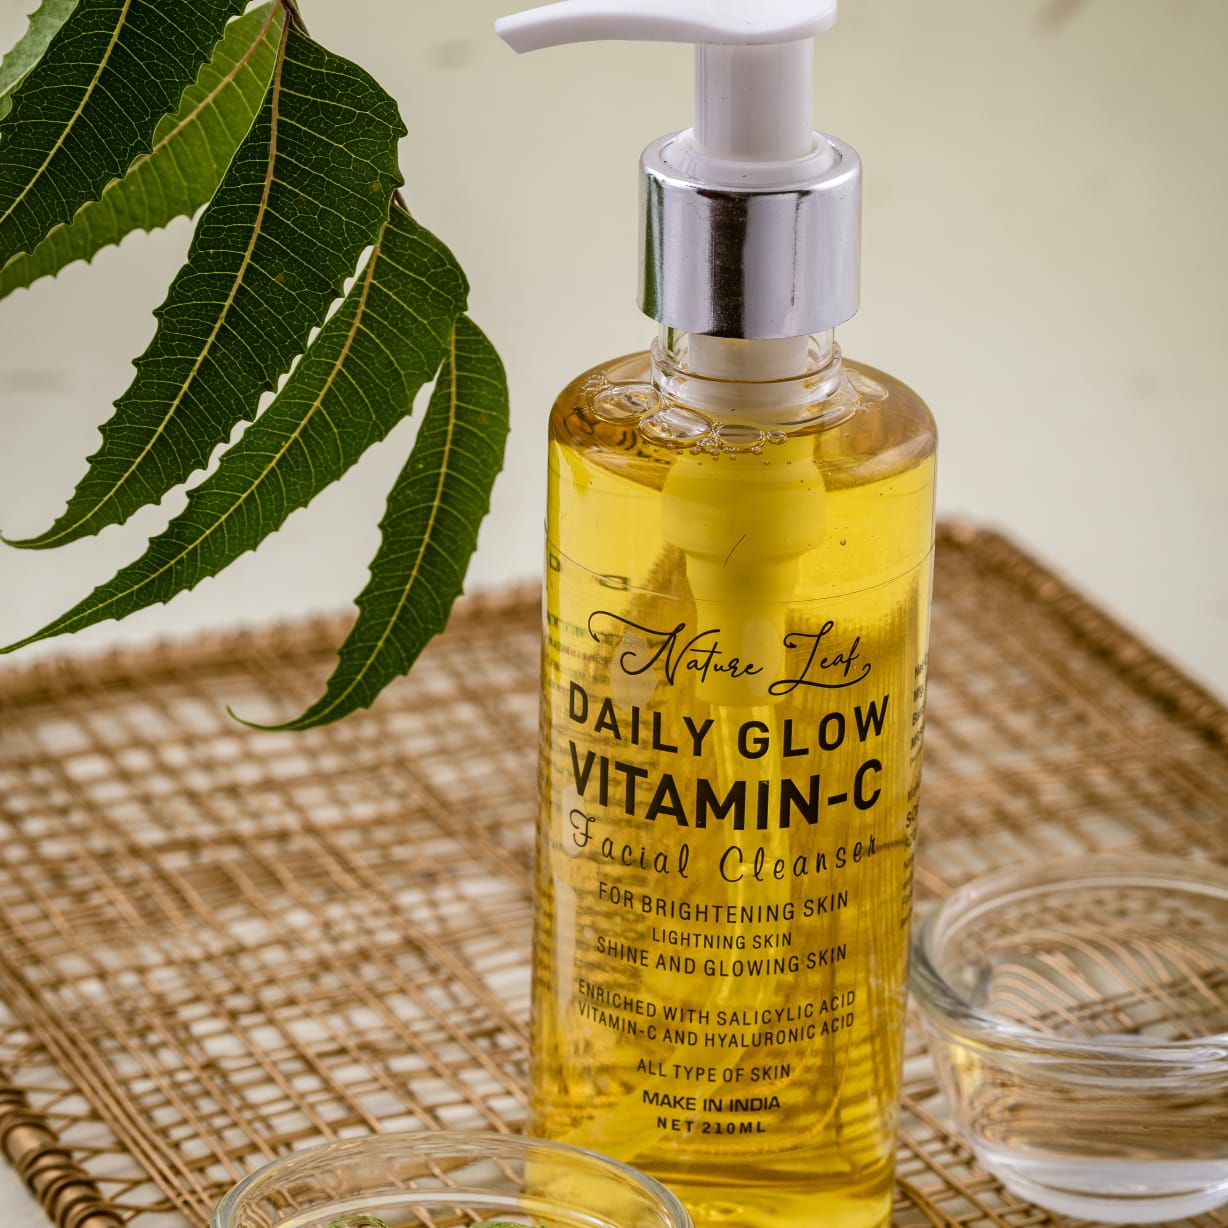 Nature Leaf
DAILY GLOW
VITAMIN-C
Facial Cleanser
FOR BRIGHTENING SKIN
LIGHTNING SKIN
SHINE AND GLOWING SKIN
ENRICHED WITH SALICYLIC ACID
VITAMIN-C AND HYALURONIC ACID
ALL TYPE OF SKIN
MAKE IN INDIA
NET 210ML